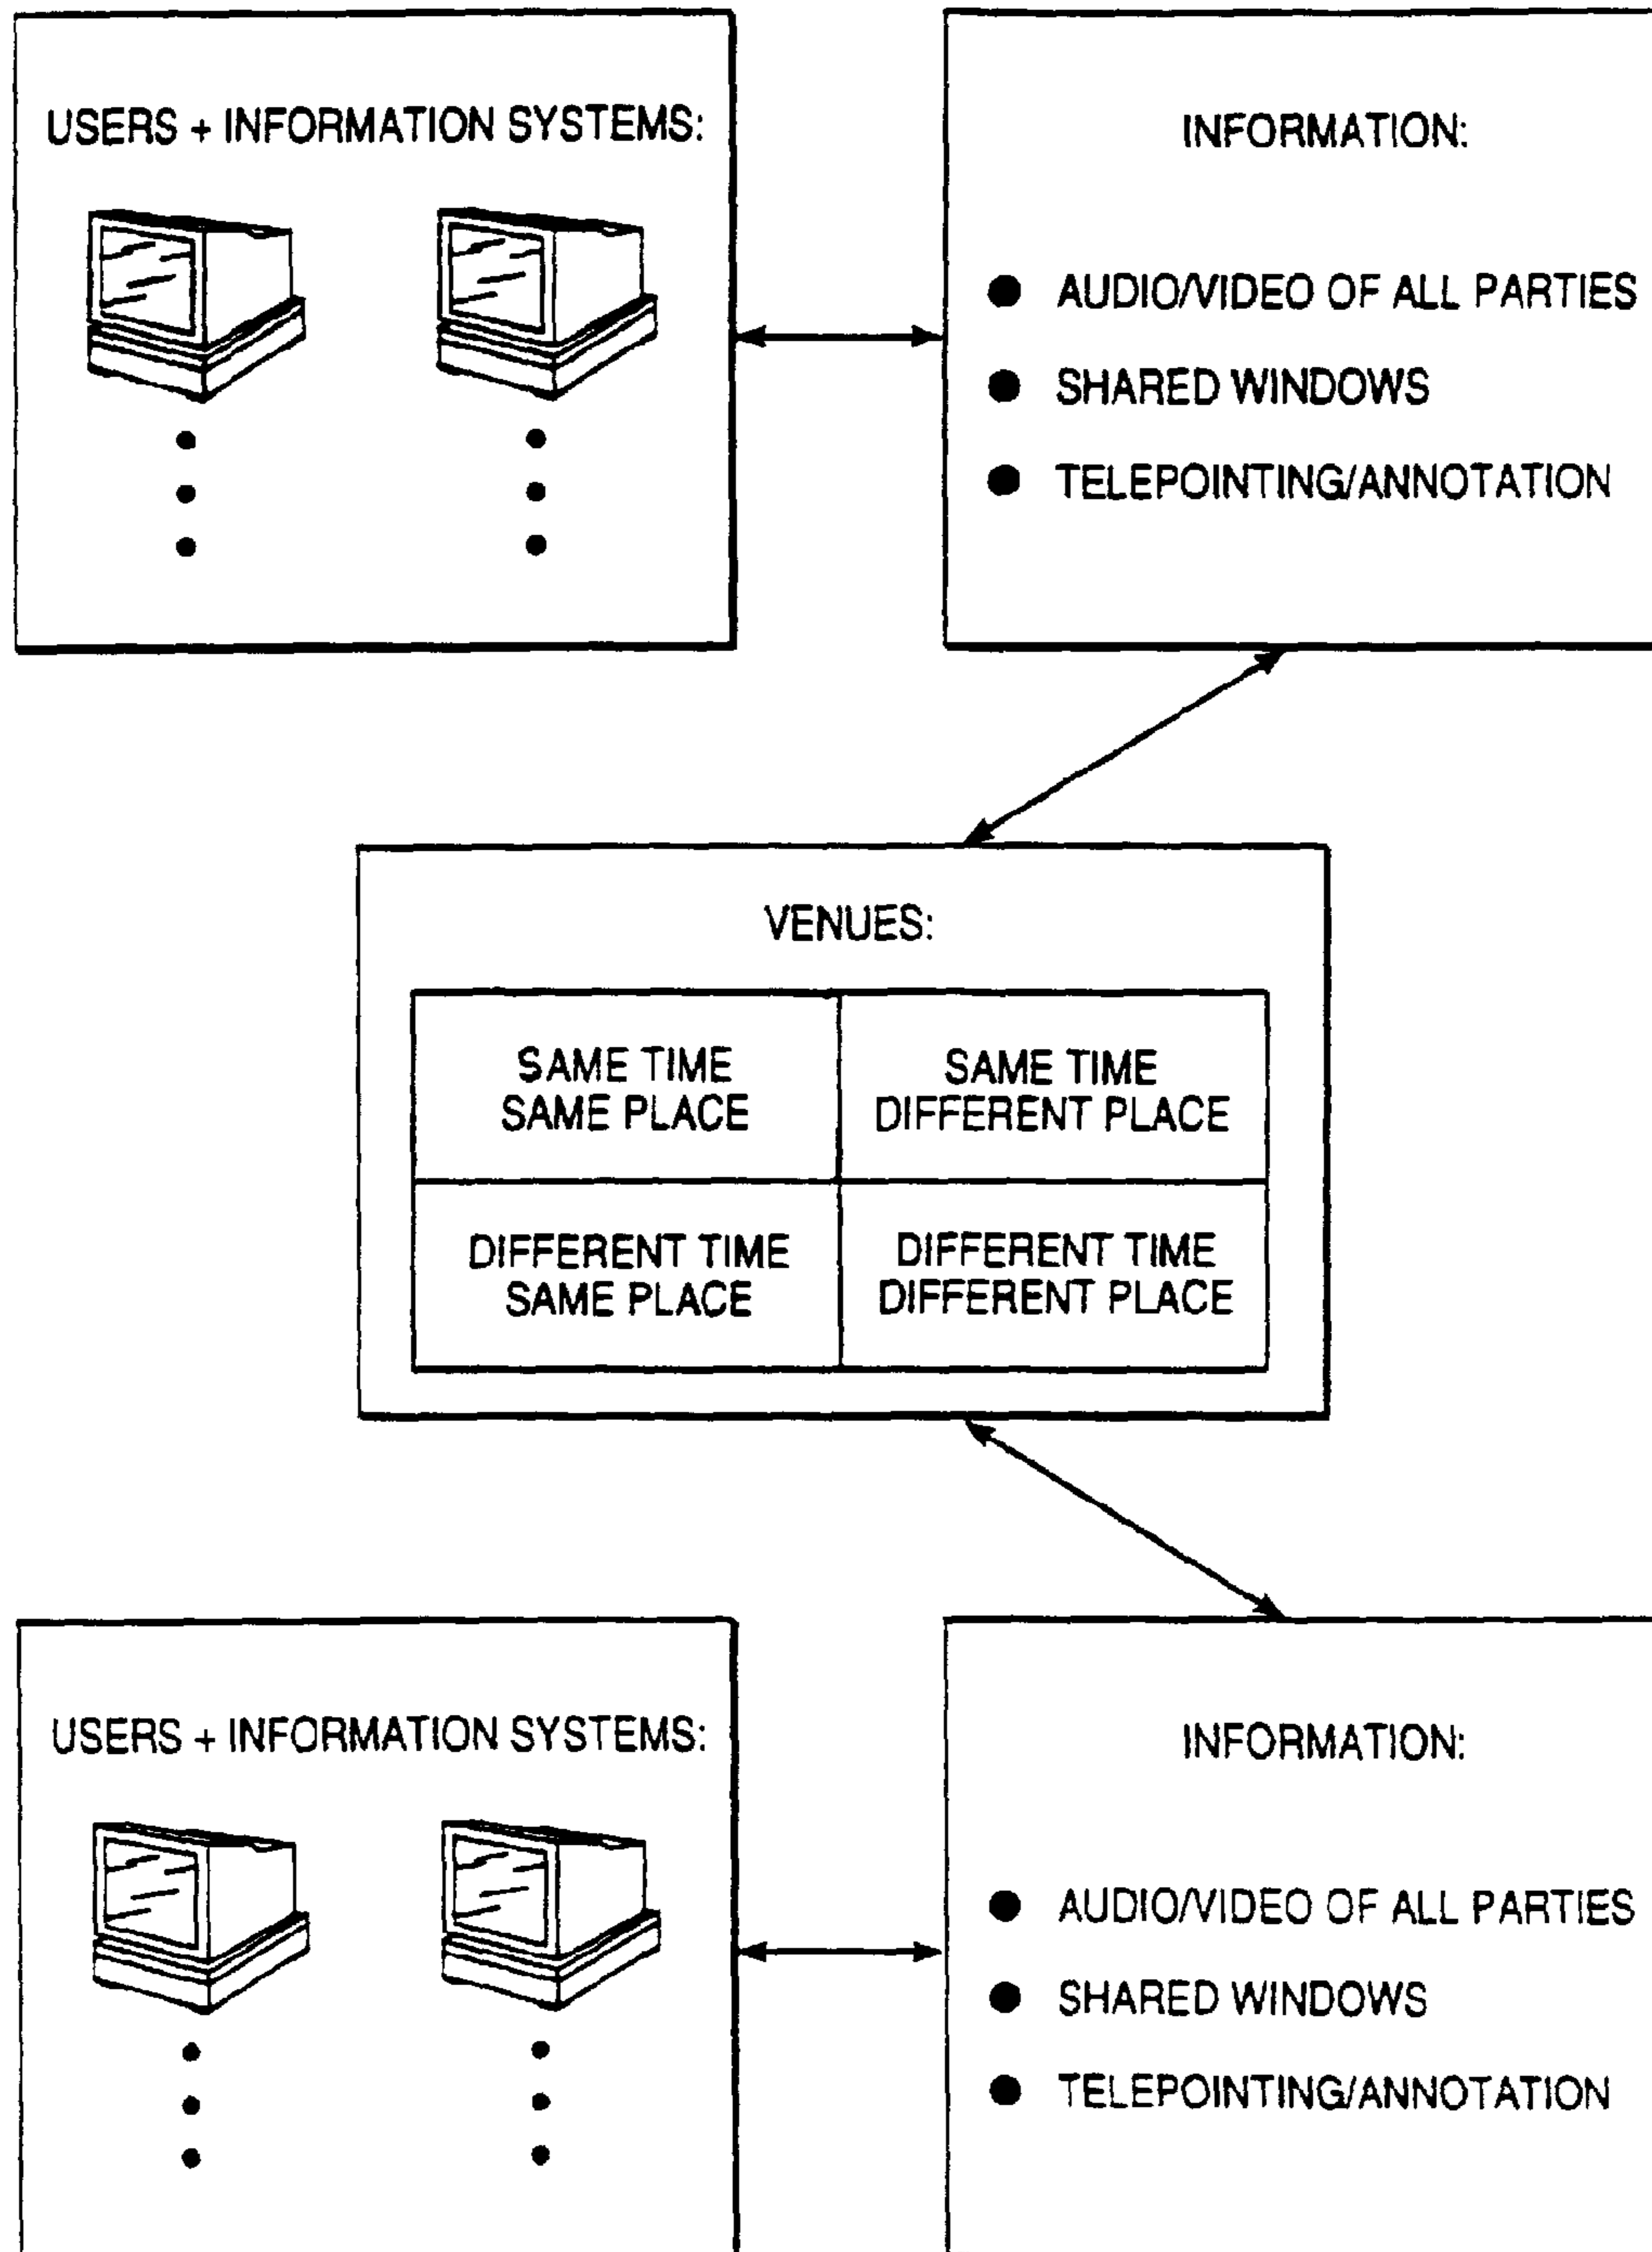 USERS + INFORMATION SYSTEMS:
INFORMATION:
● AUDIO/VIDEO OF ALL PARTIES
● SHARED WINDOWS
● TELEPOINTING/ANNOTATION
VENUES:
SAME TIME
SAME PLACE
SAME TIME
DIFFERENT PLACE
DIFFERENT TIME
SAME PLACE
DIFFERENT TIME
DIFFERENT PLACE
USERS + INFORMATION SYSTEMS:
INFORMATION:
● AUDIO/VIDEO OF ALL PARTIES
● SHARED WINDOWS
● TELEPOINTING/ANNOTATION